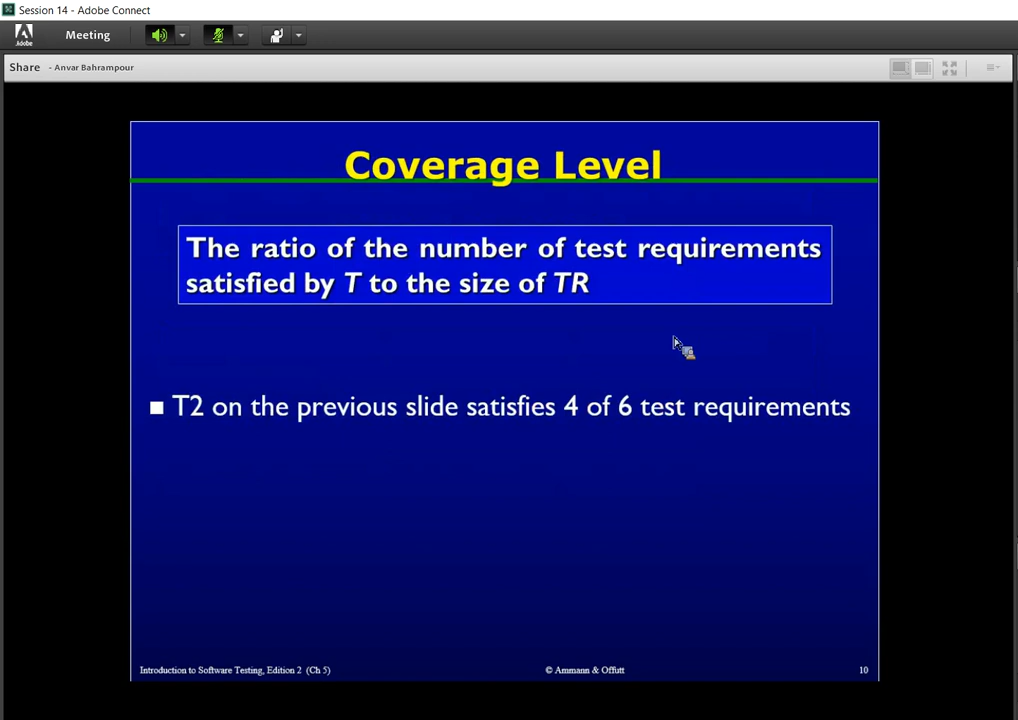 Session 14 - Adobe Connect
Adobe
Meeting
Share - Anvar Bahrampour
Coverage Level
The ratio of the number of test requirements
satisfied by T to the size of TR
■ T2 on the previous slide satisfies 4 of 6 test requirements
Introduction to Software Testing, Edition 2 (Ch 5) © Ammann & Offutt 10